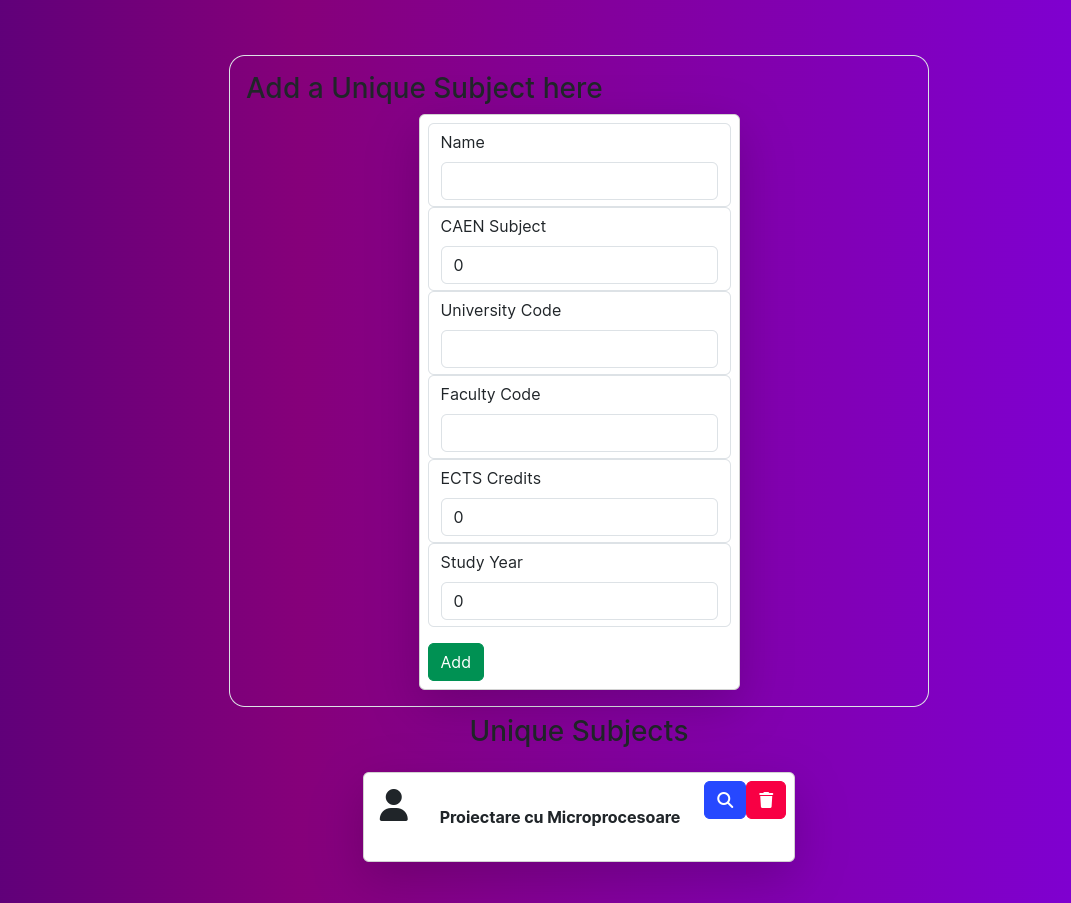 Add a Unique Subject here
Name
CAEN Subject
0
University Code
Faculty Code
ECTS Credits
0
Study Year
0
Add
Unique Subjects
Proiectare cu Microprocesoare